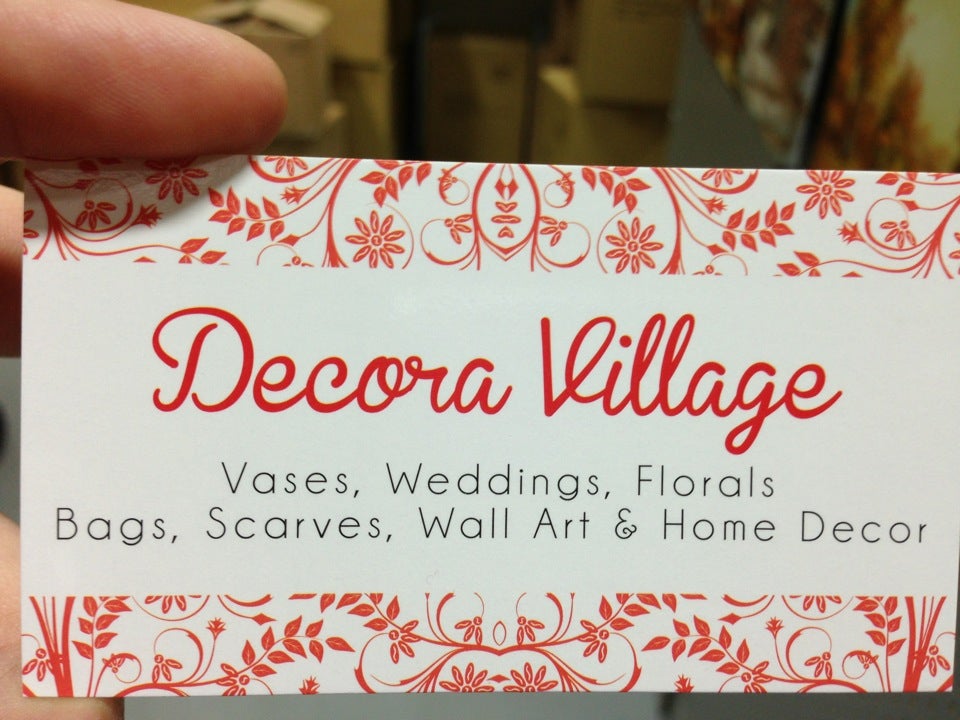 Decora Village
Vases, Weddings, Florals
Bags, Scarves, Wall Art & Home Decor